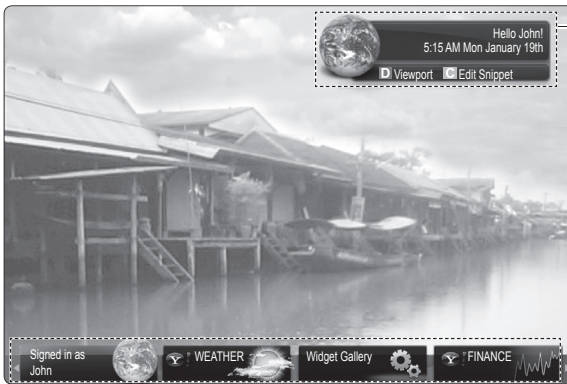 Hello John!
5:15 AM Mon January 19th
D Viewport C Edit Snippet
Signed in as
John
Y! WEATHER
Widget Gallery
Y! FINANCE